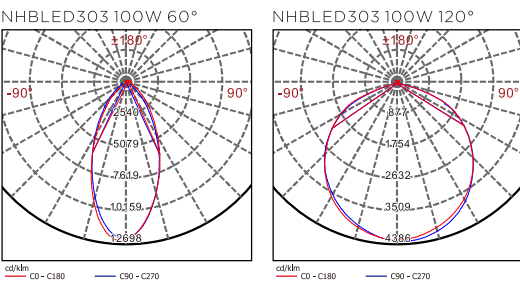 NHBLED303 100W 60°
±180°
-90°
90°
2540
5079
7619
10159
12698
cd/klm
C0 - C180
C90 - C270
NHBLED303 100W 120°
±180°
-90°
90°
877
1754
2632
3509
4386
cd/klm
C0 - C180
C90 - C270